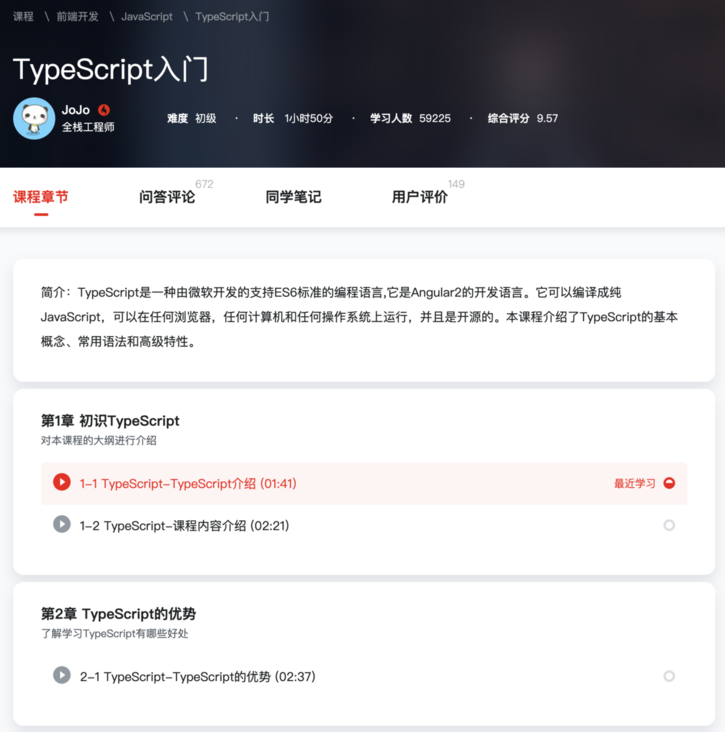 课程 \ 前端开发 \ JavaScript \ TypeScript入门
TypeScript入门
JoJo
全栈工程师
难度 初级 · 时长 1小时50分 · 学习人数 59225 · 综合评分 9.57
课程章节 问答评论 672 同学笔记 用户评价 149
简介：TypeScript是一种由微软开发的支持ES6标准的编程语言,它是Angular2的开发语言。它可以编译成纯
JavaScript，可以在任何浏览器，任何计算机和任何操作系统上运行，并且是开源的。本课程介绍了TypeScript的基本
概念、常用语法和高级特性。
第1章 初识TypeScript
对本课程的大纲进行介绍
1-1 TypeScript-TypeScript介绍 (01:41) 最近学习
1-2 TypeScript-课程内容介绍 (02:21)
第2章 TypeScript的优势
了解学习TypeScript有哪些好处
2-1 TypeScript-TypeScript的优势 (02:37)